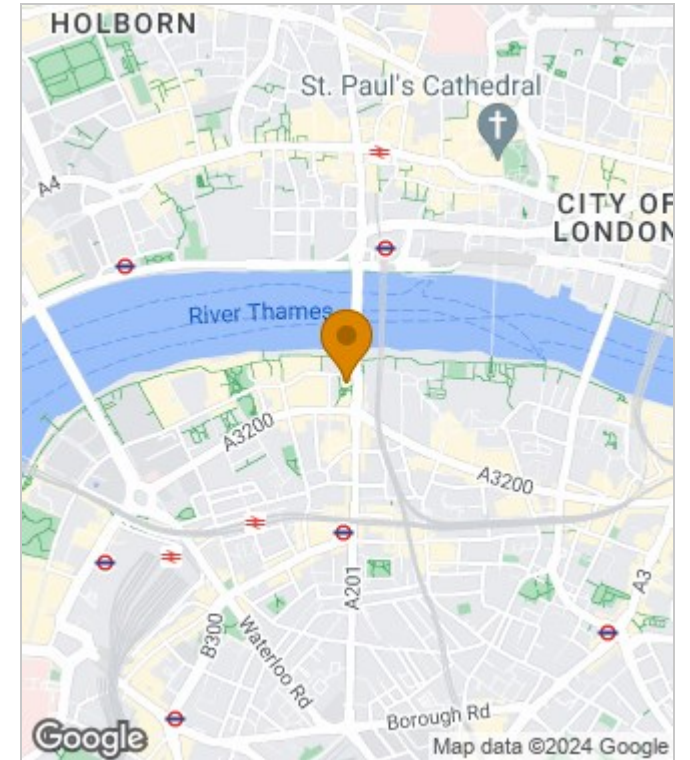 HOLBORN
St. Paul's Cathedral
A4
CITY OF
LONDON
River Thames
A3200
A3200
A201
A3
B300
Waterloo Rd
Borough Rd
Google
Map data ©2024 Google